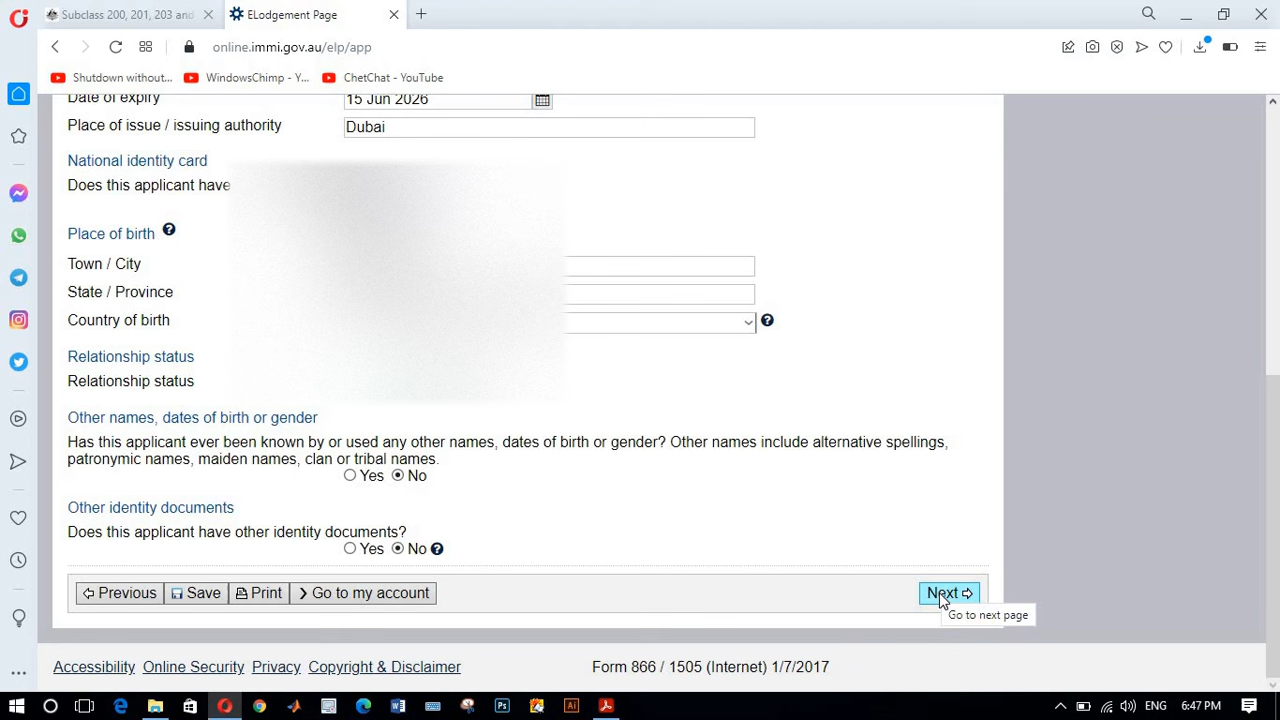 Subclass 200, 201, 203 and
ELodgement Page
online.immi.gov.au/elp/app
Shutdown without...
WindowsChimp - Y...
ChetChat - YouTube
Date of expiry
15 Jun 2026
Place of issue / issuing authority
Dubai
National identity card
Does this applicant have
Place of birth
Town / City
State / Province
Country of birth
Relationship status
Relationship status
Other names, dates of birth or gender
Has this applicant ever been known by or used any other names, dates of birth or gender? Other names include alternative spellings,
patronymic names, maiden names, clan or tribal names.
Yes No
Other identity documents
Does this applicant have other identity documents?
Yes No
Previous Save Print Go to my account Next
Go to next page
Accessibility Online Security Privacy Copyright & Disclaimer Form 866 / 1505 (Internet) 1/7/2017
ENG 6:47 PM